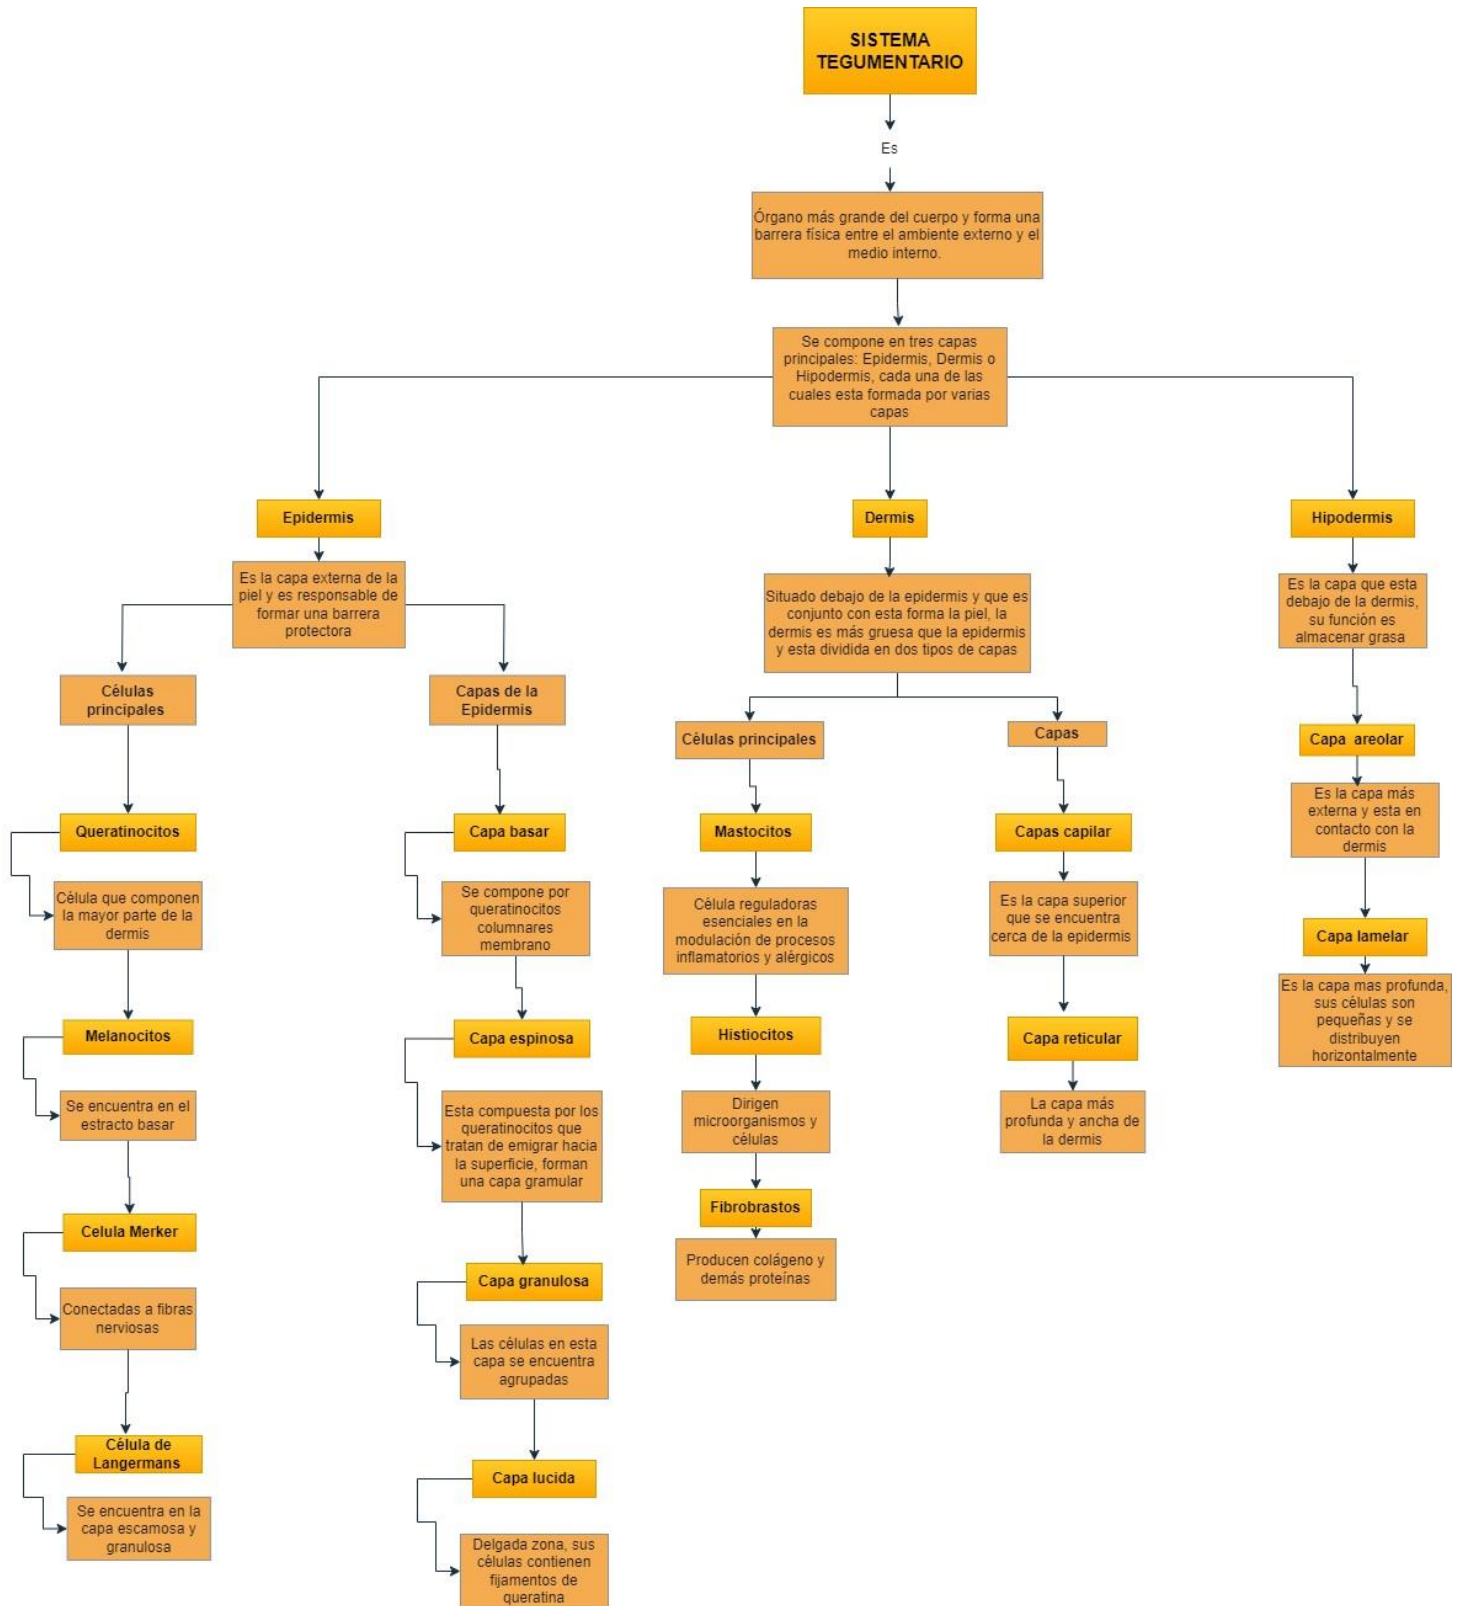 SISTEMA
TEGUMENTARIO
Es
Órgano más grande del cuerpo y forma una
barrera física entre el ambiente externo y el
medio interno.
Se compone en tres capas
principales: Epidermis, Dermis o
Hipodermis, cada una de las
cuales esta formada por varias
capas
Epidermis
Es la capa externa de la
piel y es responsable de
formar una barrera
protectora
Células
principales
Queratinocitos
Célula que componen
la mayor parte de la
dermis
Melanocitos
Se encuentra en el
estracto basar
Celula Merker
Conectadas a fibras
nerviosas
Célula de
Langermans
Se encuentra en la
capa escamosa y
granulosa
Capas de la
Epidermis
Capa basar
Se compone por
queratinocitos
columnares
membrano
Capa espinosa
Esta compuesta por los
queratinocitos que
tratan de emigrar hacia
la superficie, forman
una capa gramular
Capa granulosa
Las células en esta
capa se encuentra
agrupadas
Capa lucida
Delgada zona, sus
células contienen
fijamentos de
queratina
Dermis
Situado debajo de la epidermis y que es
conjunto con esta forma la piel, la
dermis es más gruesa que la epidermis
y esta dividida en dos tipos de capas
Células principales
Mastocitos
Célula reguladoras
esenciales en la
modulación de procesos
inflamatorios y alérgicos
Histiocitos
Dirigen
microorganismos y
células
Fibrobrastos
Producen colágeno y
demás proteínas
Capas
Capas capilar
Es la capa superior
que se encuentra
cerca de la epidermis
Capa reticular
La capa más
profunda y ancha de
la dermis
Hipodermis
Es la capa que esta
debajo de la dermis,
su función es
almacenar grasa
Capa areolar
Es la capa más
externa y esta en
contacto con la
dermis
Capa lamelar
Es la capa mas profunda,
sus células son
pequeñas y se
distribuyen
horizontalmente